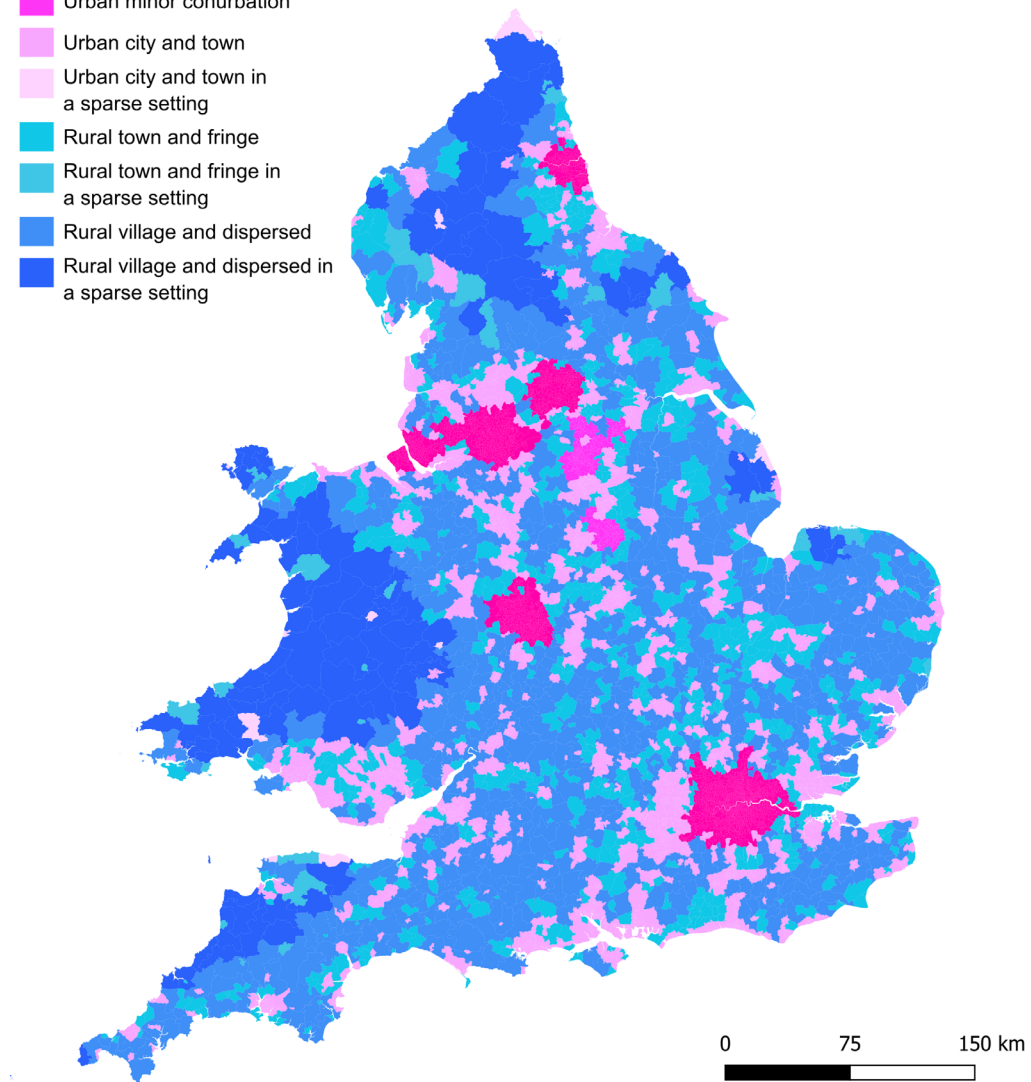 Urban minor conurbation
Urban city and town
Urban city and town in
a sparse setting
Rural town and fringe
Rural town and fringe in
a sparse setting
Rural village and dispersed
Rural village and dispersed in
a sparse setting
0 75 150 km